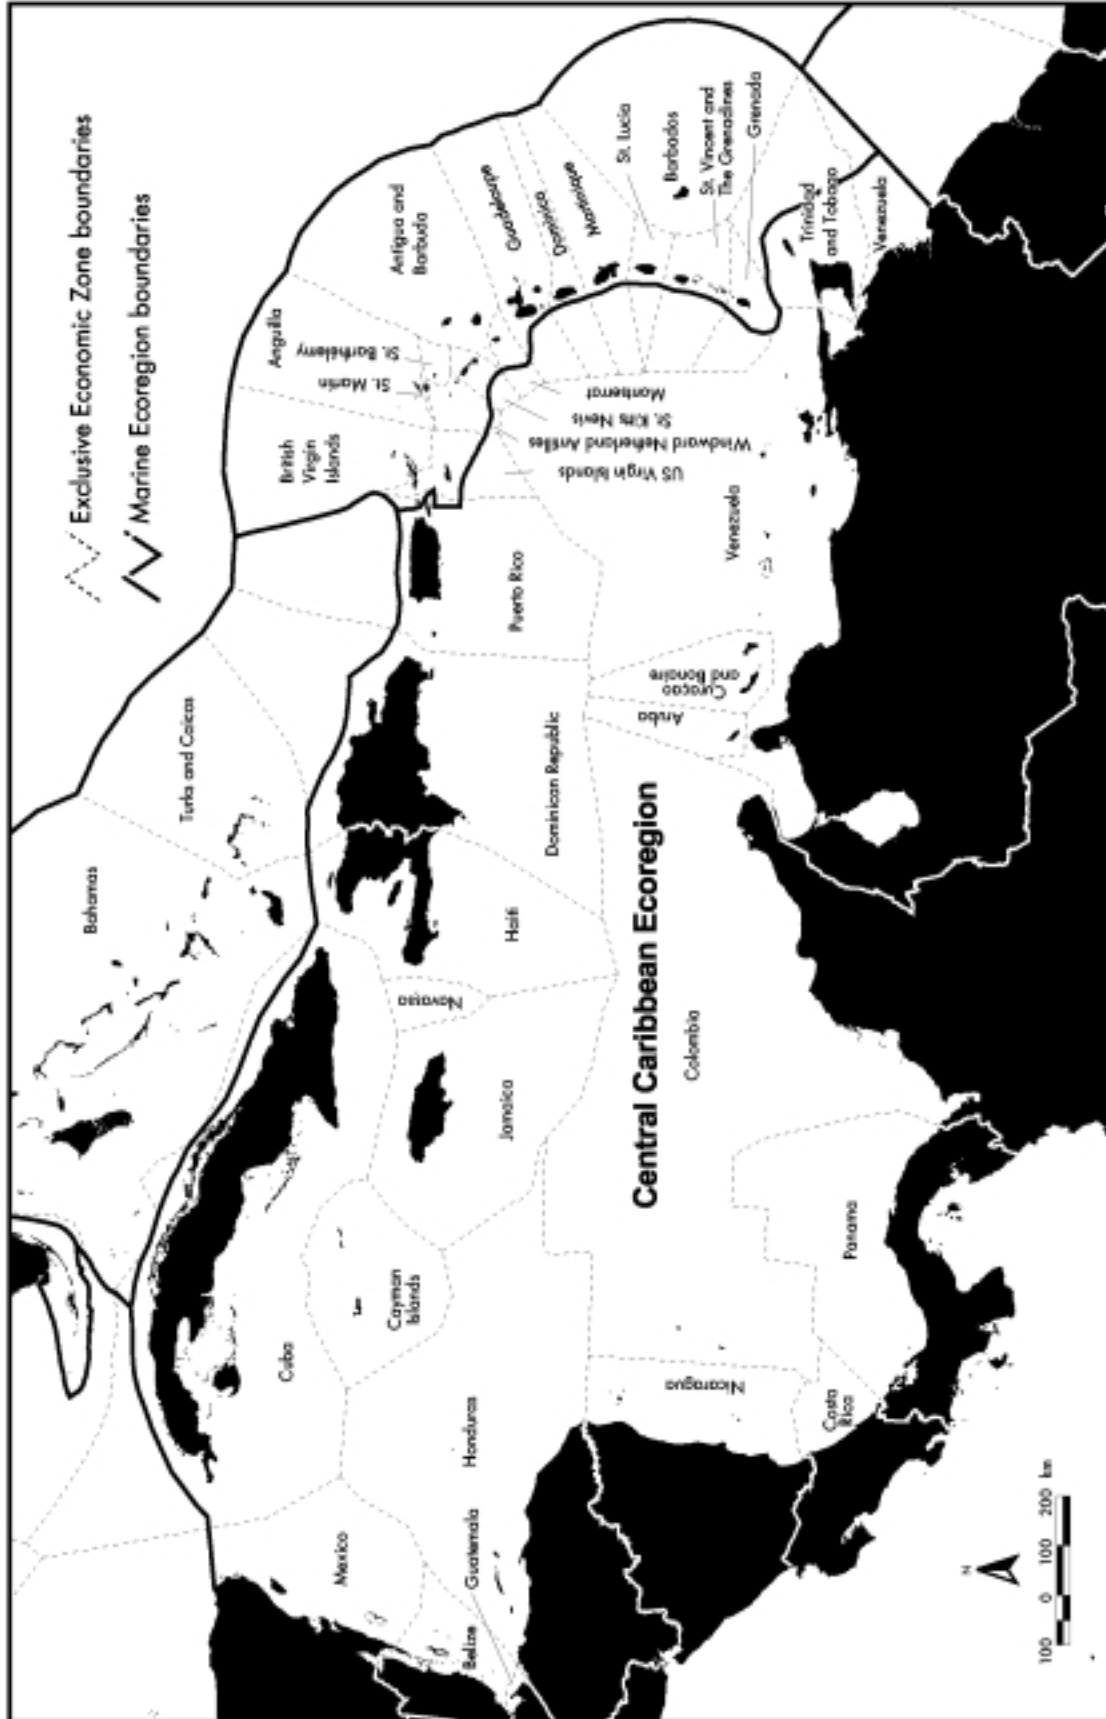 Exclusive Economic Zone boundaries
Marine Ecoregion boundaries
Bahamas
Turks and Caicos
British
Virgin
Islands
Anguilla
St. Martin
St. Barthélemy
Antigua and
Barbuda
Guadeloupe
Dominica
Martinique
St. Lucia
Barbados
St. Vincent and
The Grenadines
Grenada
Trinidad
and Tobago
Venezuela
Montserrat
St. Kitts Nevis
Windward Netherland Antilles
US Virgin Islands
Puerto Rico
Dominican Republic
Haiti
Navassa
Jamaica
Cayman
Islands
Cuba
Mexico
Belize
Guatemala
Honduras
Nicaragua
Costa
Rica
Panama
Colombia
Central Caribbean Ecoregion
Aruba
Curaçao
and Bonaire
Venezuela
N
100 0 100 200 km